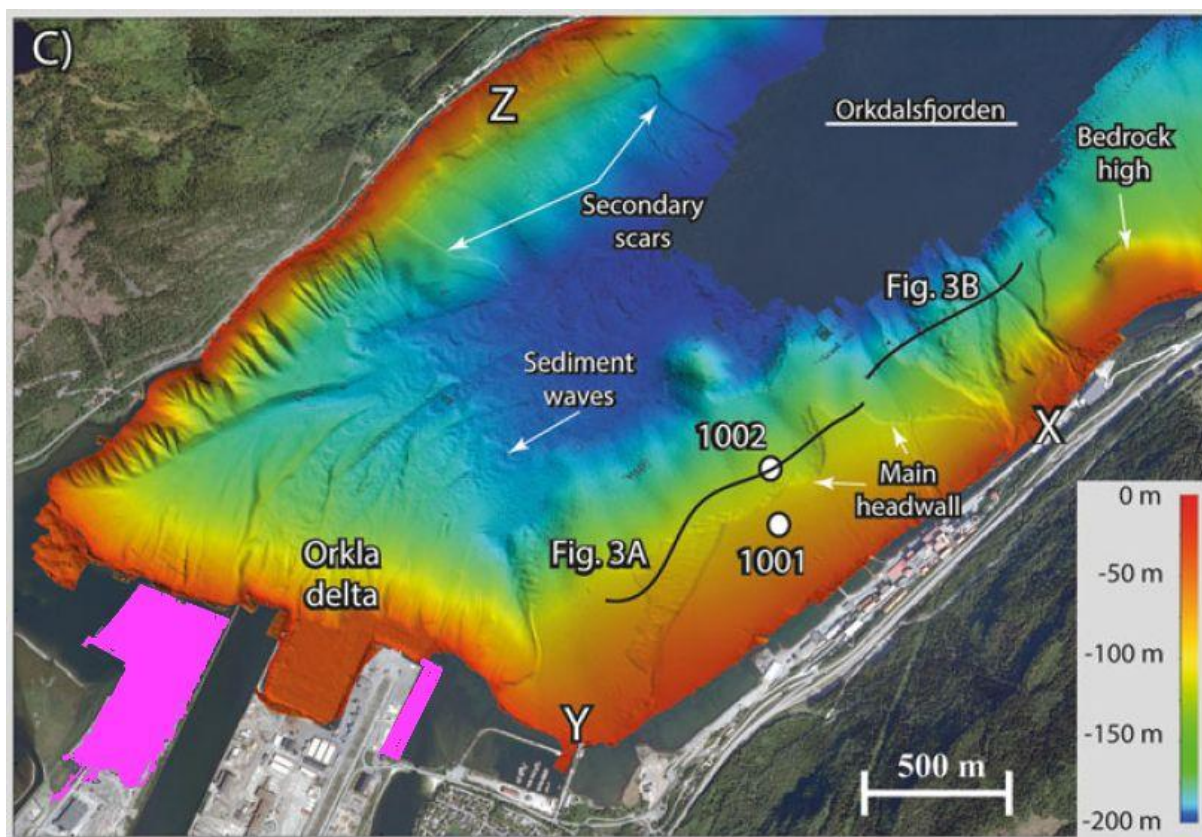 C)
Z
Orkdalsfjorden
Bedrock
high
Secondary
scars
Fig. 3B
Sediment
waves
1002
X
Main
headwall
Fig. 3A
1001
Orkla
delta
Y
500 m
0 m
-50 m
-100 m
-150 m
-200 m